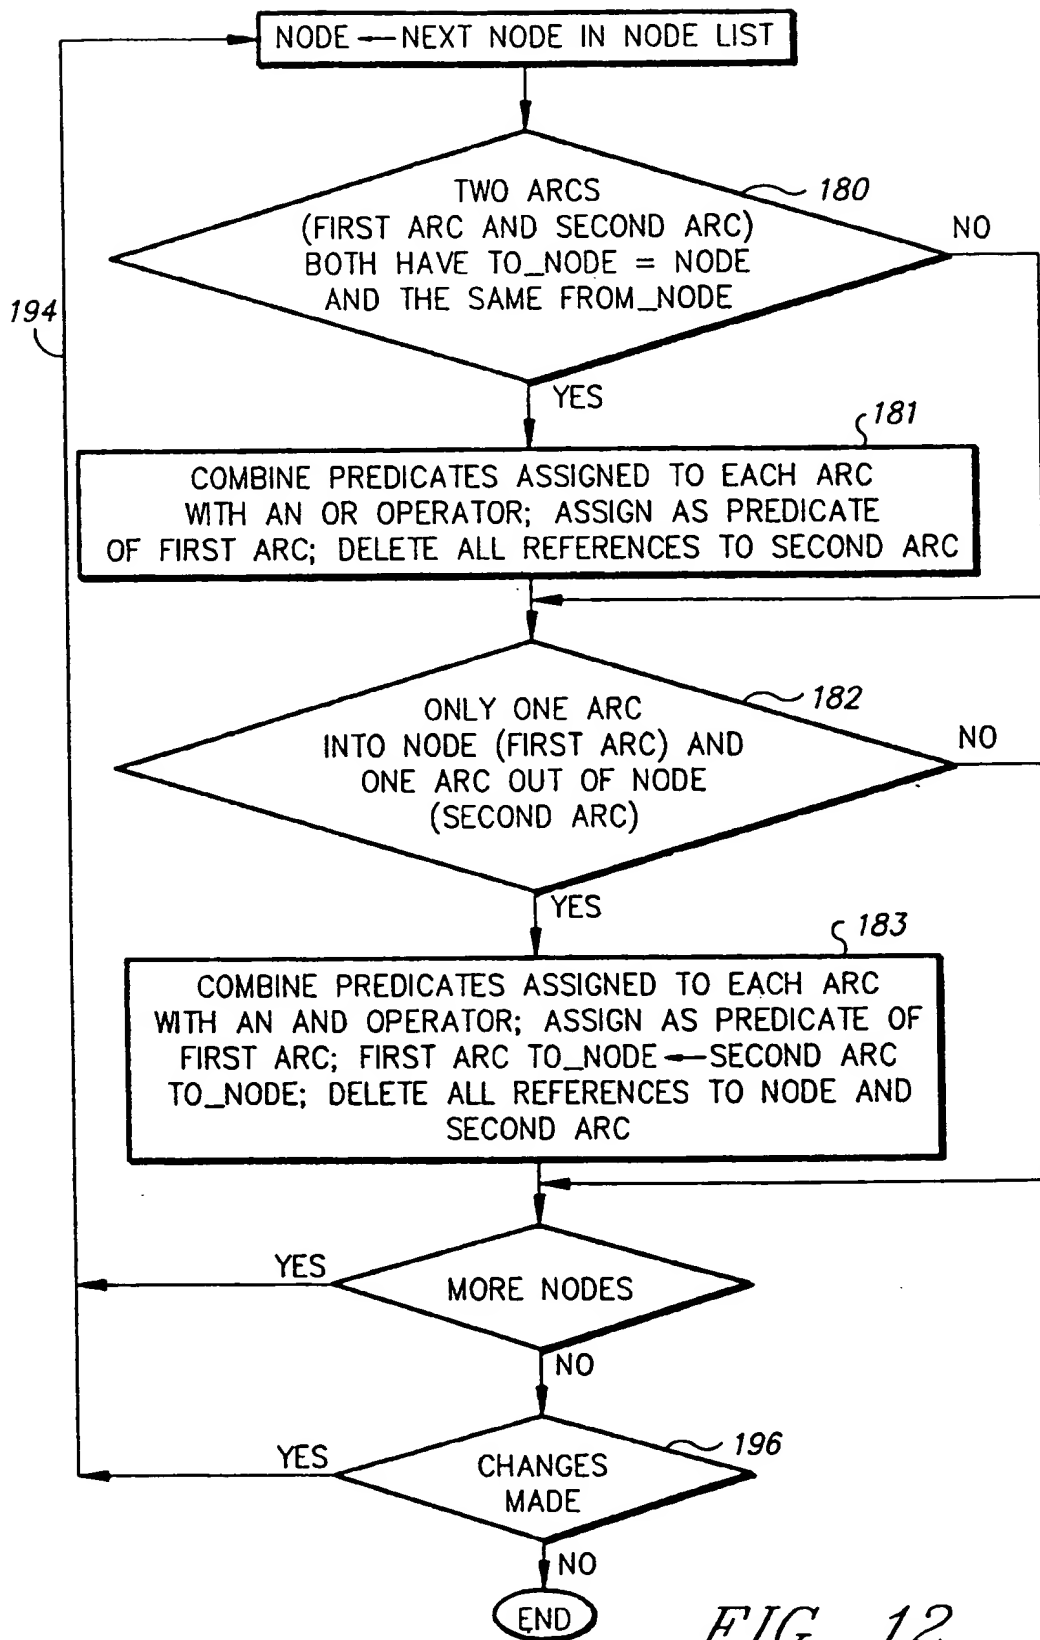 NODE ← NEXT NODE IN NODE LIST
TWO ARCS
(FIRST ARC AND SECOND ARC)
BOTH HAVE TO_NODE = NODE
AND THE SAME FROM_NODE
180
NO
194
YES
181
COMBINE PREDICATES ASSIGNED TO EACH ARC
WITH AN OR OPERATOR; ASSIGN AS PREDICATE
OF FIRST ARC; DELETE ALL REFERENCES TO SECOND ARC
ONLY ONE ARC
INTO NODE (FIRST ARC) AND
ONE ARC OUT OF NODE
(SECOND ARC)
182
NO
YES
183
COMBINE PREDICATES ASSIGNED TO EACH ARC
WITH AN AND OPERATOR; ASSIGN AS PREDICATE OF
FIRST ARC; FIRST ARC TO_NODE ← SECOND ARC
TO_NODE; DELETE ALL REFERENCES TO NODE AND
SECOND ARC
YES
MORE NODES
NO
YES
CHANGES
MADE
196
NO
END
FIG. 12